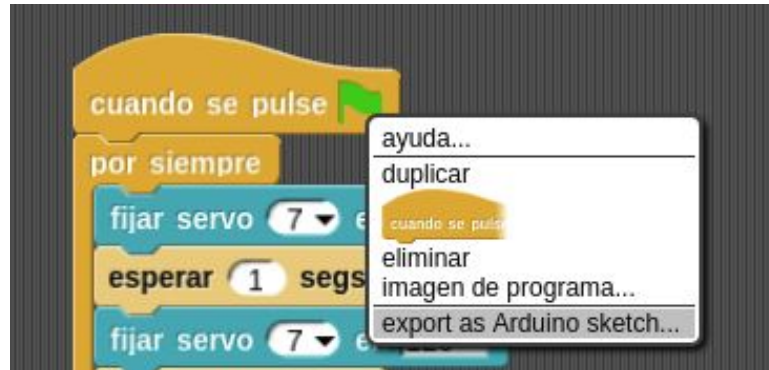 cuando se pulse
por siempre
fijar servo 7 e
esperar 1 segs
fijar servo 7 e
ayuda...
duplicar
cuando se puls
eliminar
imagen de programa...
export as Arduino sketch...